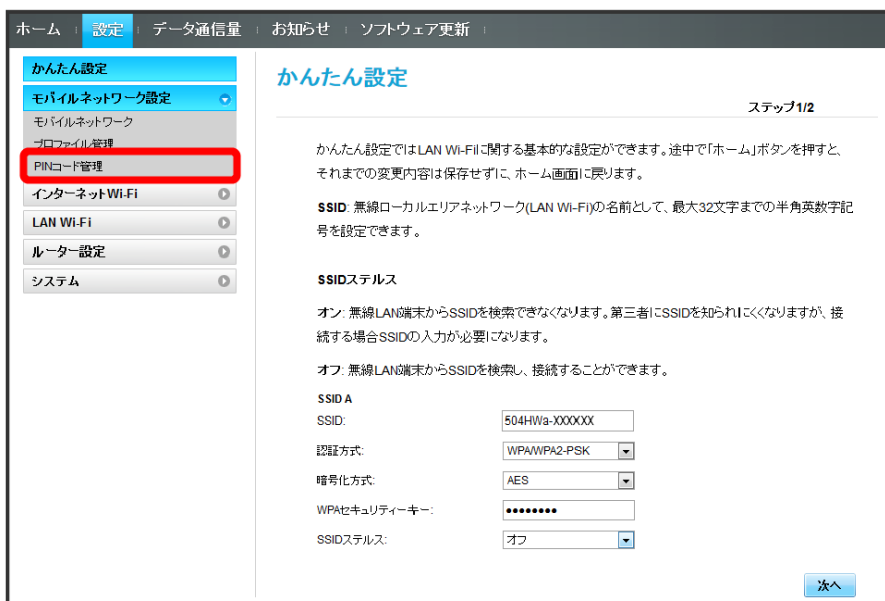 ホーム 設定 データ通信量 お知らせ ソフトウェア更新
かんたん設定
モバイルネットワーク設定
モバイルネットワーク
プロファイル管理
PINコード管理
インターネットWi-Fi
LAN Wi-Fi
ルーター設定
システム
かんたん設定
ステップ1/2
かんたん設定ではLAN Wi-Fiに関する基本的な設定ができます。途中で「ホーム」ボタンを押すと、
それまでの変更内容は保存せずに、ホーム画面に戻ります。
SSID: 無線ローカルエリアネットワーク(LAN Wi-Fi)の名前として、最大32文字までの半角英数字記
号を設定できます。
SSIDステルス
オン: 無線LAN端末からSSIDを検索できなくなります。第三者にSSIDを知られにくくなりますが、接
続する場合SSIDの入力が必要になります。
オフ: 無線LAN端末からSSIDを検索し、接続することができます。
SSID A
SSID: 504HWa-XXXXXX
認証方式: WPA/WPA2-PSK
暗号化方式: AES
WPAセキュリティーキー: ●●●●●●●●
SSIDステルス: オフ
次へ